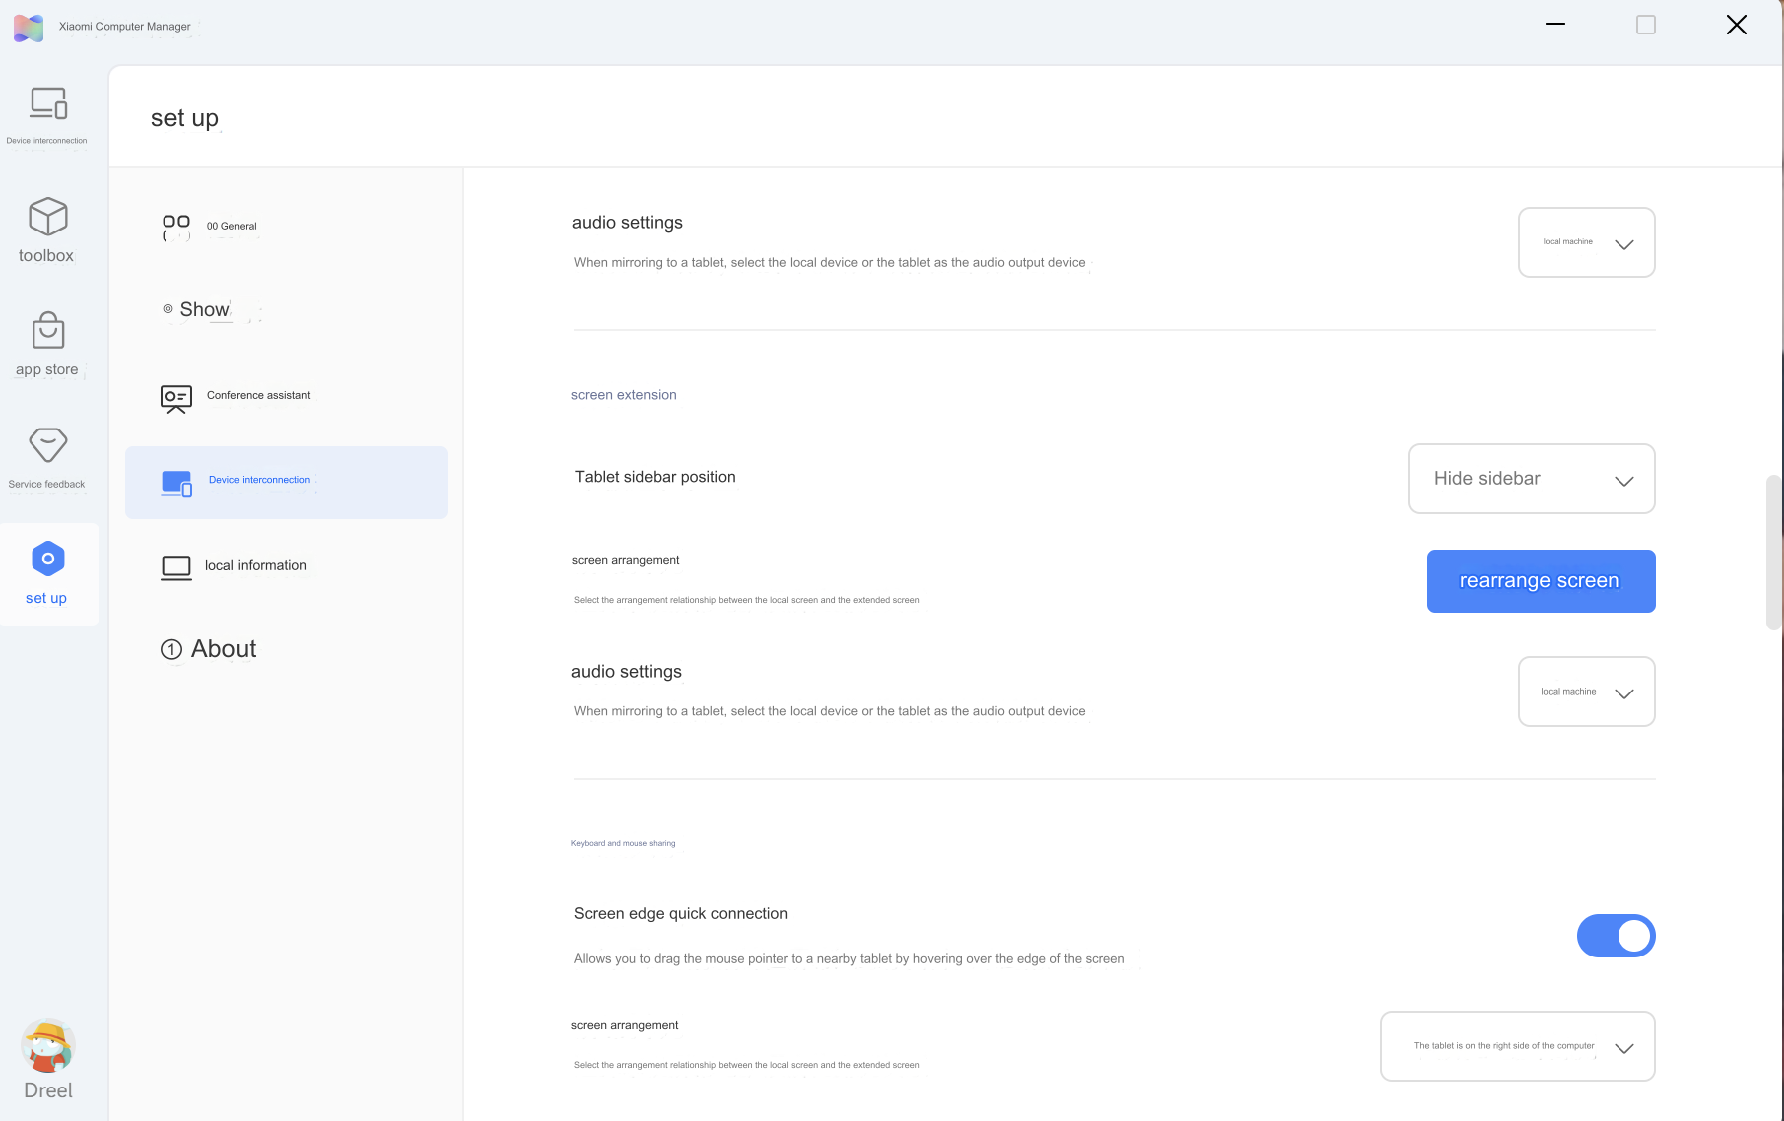 Xiaomi Computer Manager
Device interconnection
toolbox
app store
Service feedback
set up
Dreel
set up
00 General
Show
Conference assistant
Device interconnection
local information
1 About
audio settings
local machine
When mirroring to a tablet, select the local device or the tablet as the audio output device
screen extension
Tablet sidebar position
Hide sidebar
screen arrangement
rearrange screen
Select the arrangement relationship between the local screen and the extended screen
audio settings
local machine
When mirroring to a tablet, select the local device or the tablet as the audio output device
Keyboard and mouse sharing
Screen edge quick connection
Allows you to drag the mouse pointer to a nearby tablet by hovering over the edge of the screen
screen arrangement
The tablet is on the right side of the computer
Select the arrangement relationship between the local screen and the extended screen